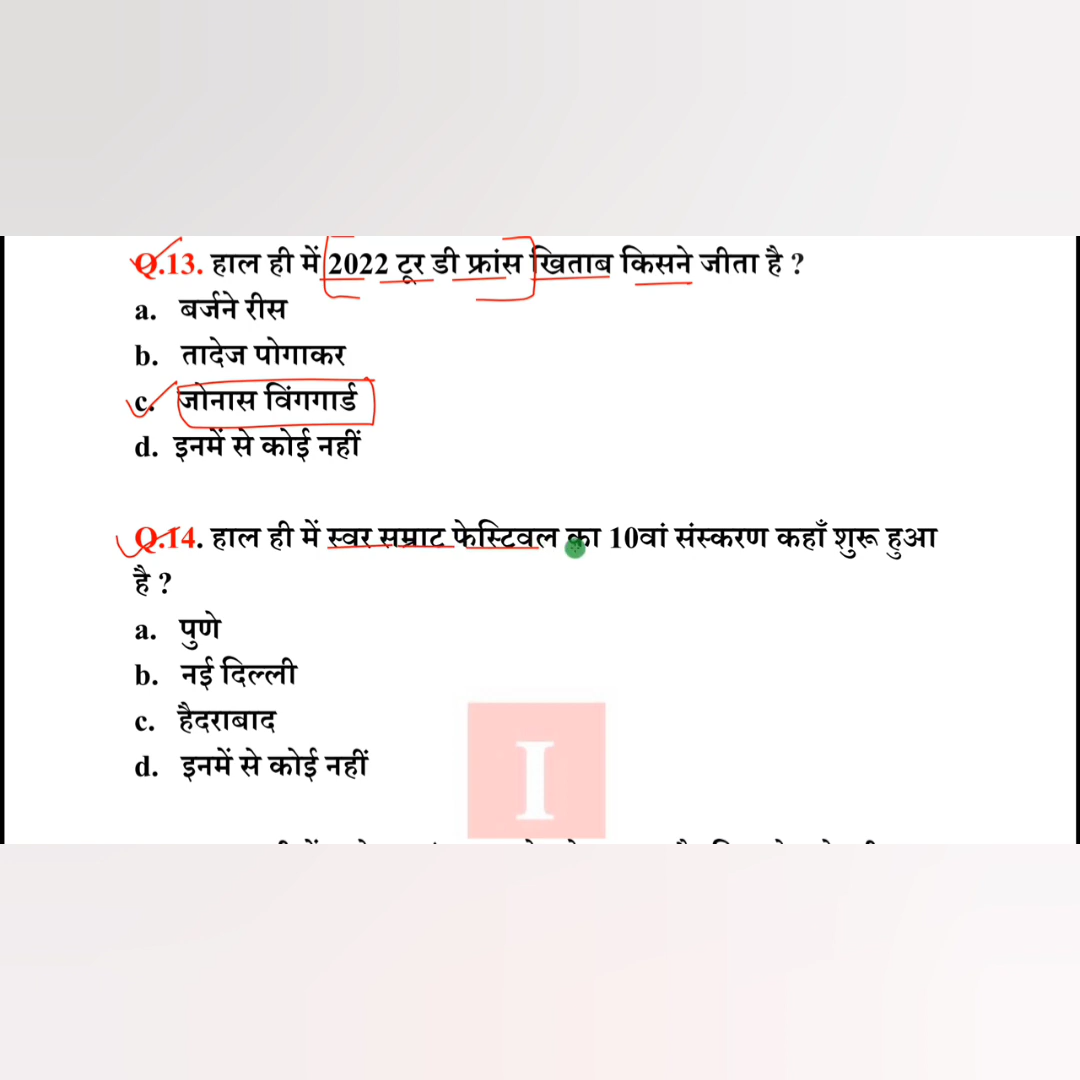 Q.13. हाल ही में 2022 टूर डी फ्रांस खिताब किसने जीता है ?
a. बर्जने रीस
b. तादेज पोगाकर
c. जोनास विंगगार्ड
d. इनमें से कोई नहीं
Q.14. हाल ही में स्वर सम्राट फेस्टिवल का 10वां संस्करण कहाँ शुरू हुआ
है ?
a. पुणे
b. नई दिल्ली
c. हैदराबाद
d. इनमें से कोई नहीं
I